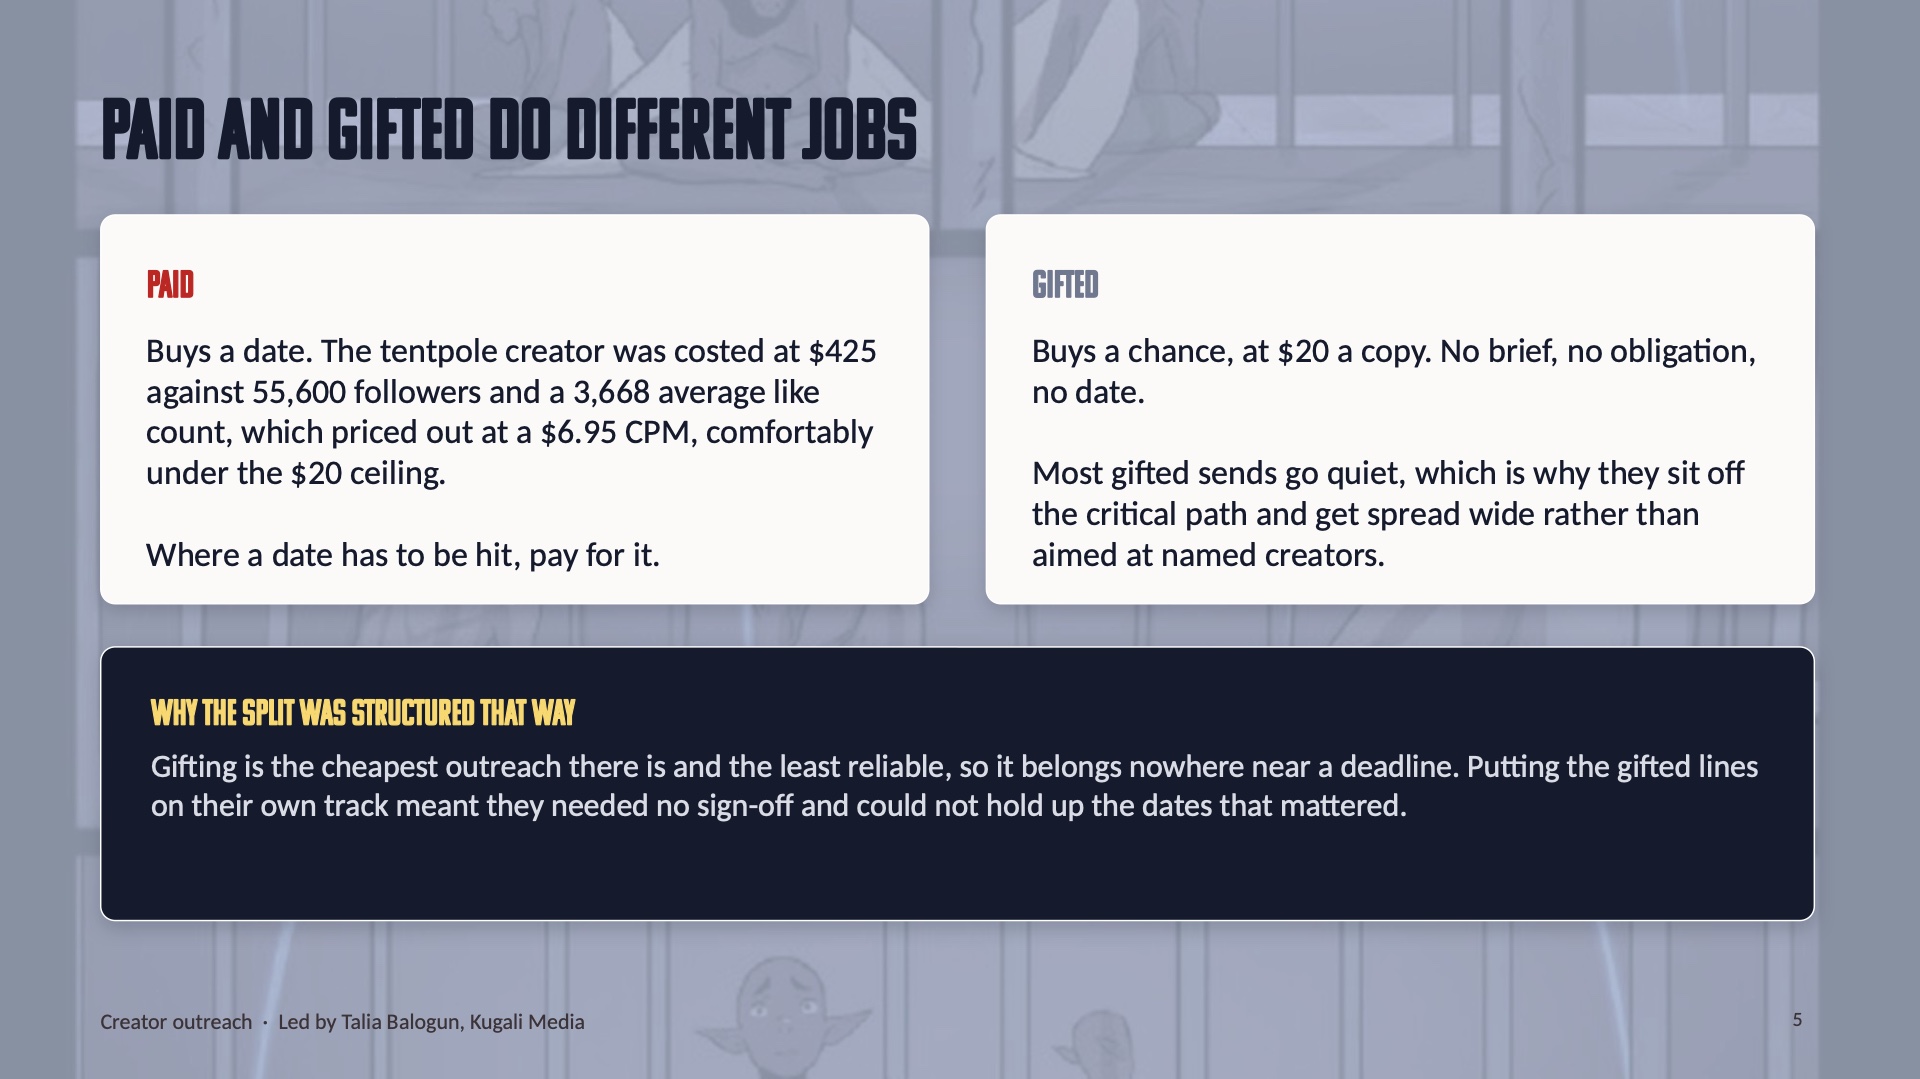 PAID AND GIFTED DO DIFFERENT JOBS
PAID
Buys a date. The tentpole creator was costed at $425
against 55,600 followers and a 3,668 average like
count, which priced out at a $6.95 CPM, comfortably
under the $20 ceiling.
Where a date has to be hit, pay for it.
GIFTED
Buys a chance, at $20 a copy. No brief, no obligation,
no date.
Most gifted sends go quiet, which is why they sit off
the critical path and get spread wide rather than
aimed at named creators.
WHY THE SPLIT WAS STRUCTURED THAT WAY
Gifting is the cheapest outreach there is and the least reliable, so it belongs nowhere near a deadline. Putting the gifted lines
on their own track meant they needed no sign-off and could not hold up the dates that mattered.
Creator outreach · Led by Talia Balogun, Kugali Media
5